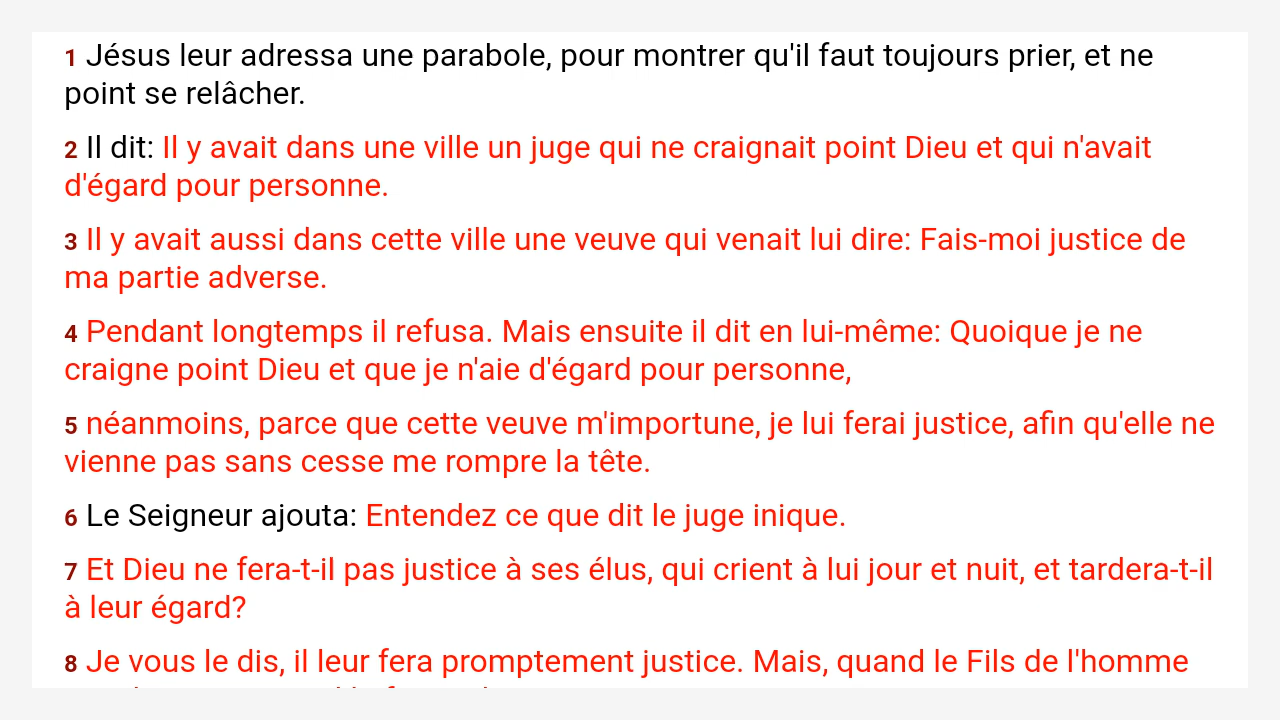 1 Jésus leur adressa une parabole, pour montrer qu'il faut toujours prier, et ne
point se relâcher.
2 Il dit: Il y avait dans une ville un juge qui ne craignait point Dieu et qui n'avait
d'égard pour personne.
3 Il y avait aussi dans cette ville une veuve qui venait lui dire: Fais-moi justice de
ma partie adverse.
4 Pendant longtemps il refusa. Mais ensuite il dit en lui-même: Quoique je ne
craigne point Dieu et que je n'aie d'égard pour personne,
5 néanmoins, parce que cette veuve m'importune, je lui ferai justice, afin qu'elle ne
vienne pas sans cesse me rompre la tête.
6 Le Seigneur ajouta: Entendez ce que dit le juge inique.
7 Et Dieu ne fera-t-il pas justice à ses élus, qui crient à lui jour et nuit, et tardera-t-il
à leur égard?
8 Je vous le dis, il leur fera promptement justice. Mais, quand le Fils de l'homme